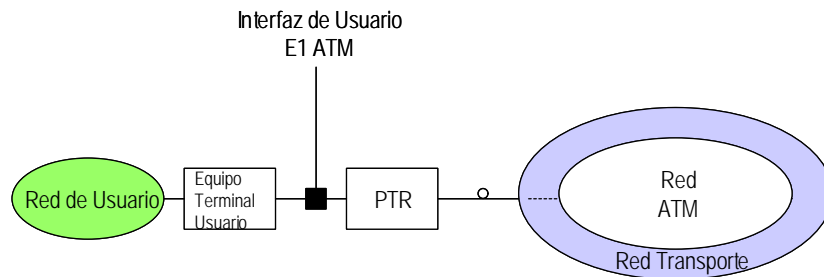 Interfaz de Usuario
E1 ATM
Red de Usuario
Equipo
Terminal
Usuario
PTR
Red
ATM
Red Transporte